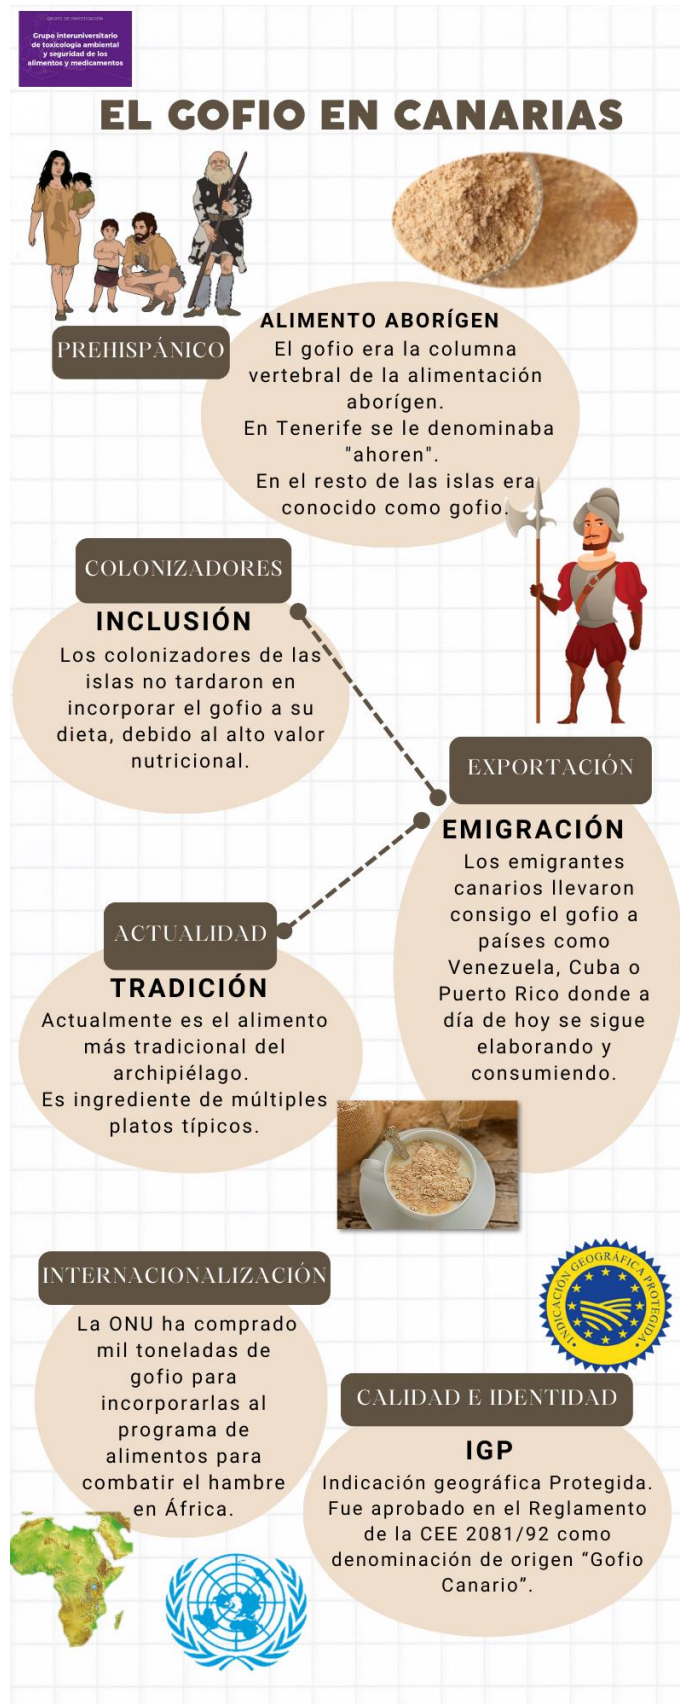 GRUPO DE INVESTIGACIÓN
Grupo interuniversitario
de toxicología ambiental
y seguridad de los
alimentos y medicamentos
EL GOFIO EN CANARIAS
PREHISPÁNICO
ALIMENTO ABORÍGEN
El gofio era la columna
vertebral de la alimentación
aborígen.
En Tenerife se le denominaba
"ahoren".
En el resto de las islas era
conocido como gofio.
COLONIZADORES
INCLUSIÓN
Los colonizadores de las
islas no tardaron en
incorporar el gofio a su
dieta, debido al alto valor
nutricional.
EXPORTACIÓN
EMIGRACIÓN
Los emigrantes
canarios llevaron
consigo el gofio a
países como
Venezuela, Cuba o
Puerto Rico donde a
día de hoy se sigue
elaborando y
consumiendo.
ACTUALIDAD
TRADICIÓN
Actualmente es el alimento
más tradicional del
archipiélago.
Es ingrediente de múltiples
platos típicos.
INTERNACIONALIZACIÓN
La ONU ha comprado
mil toneladas de
gofio para
incorporarlas al
programa de
alimentos para
combatir el hambre
en África.
INDICACIÓN GEOGRÁFICA PROTEGIDA
CALIDAD E IDENTIDAD
IGP
Indicación geográfica Protegida.
Fue aprobado en el Reglamento
de la CEE 2081/92 como
denominación de origen “Gofio
Canario”.